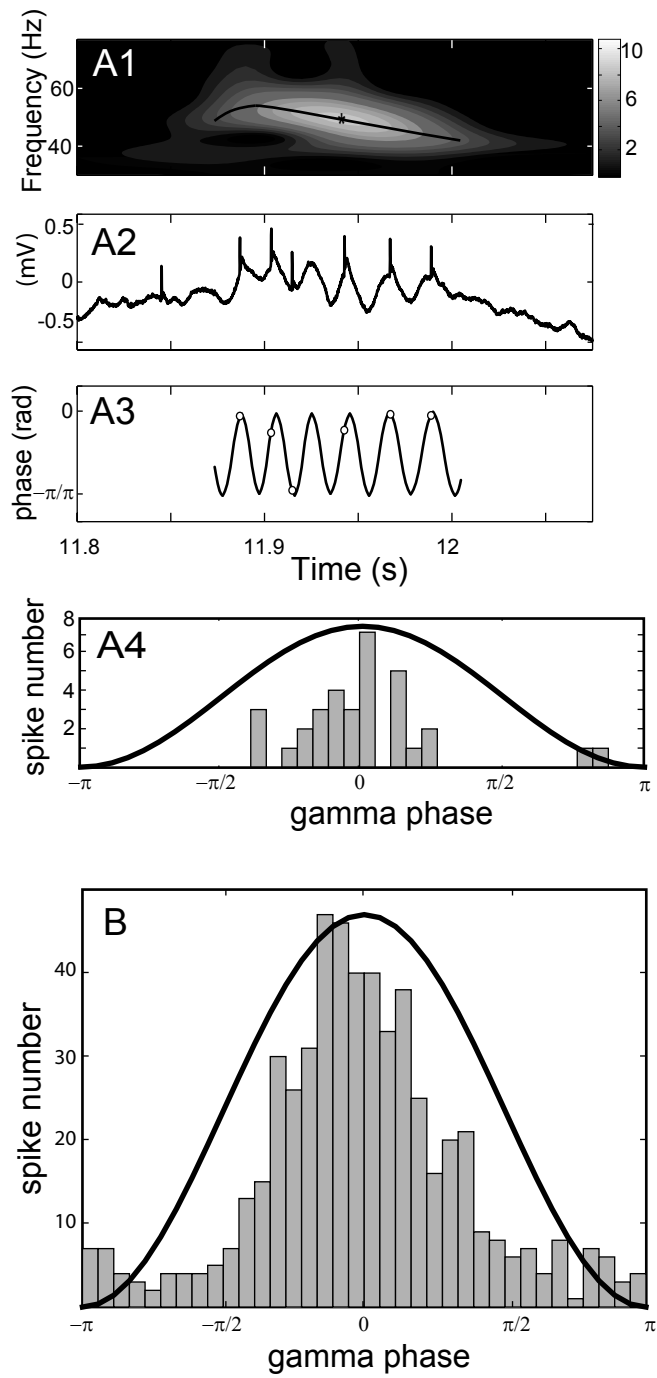 A1
Frequency (Hz)
60
40
10
6
2
*
A2
(mV)
0.5
0
-0.5
A3
phase (rad)
0
−π/π
11.8
11.9
12
Time (s)
A4
spike number
8
6
4
2
−π
−π/2
0
π/2
π
gamma phase
B
spike number
40
30
20
10
−π
−π/2
0
π/2
π
gamma phase